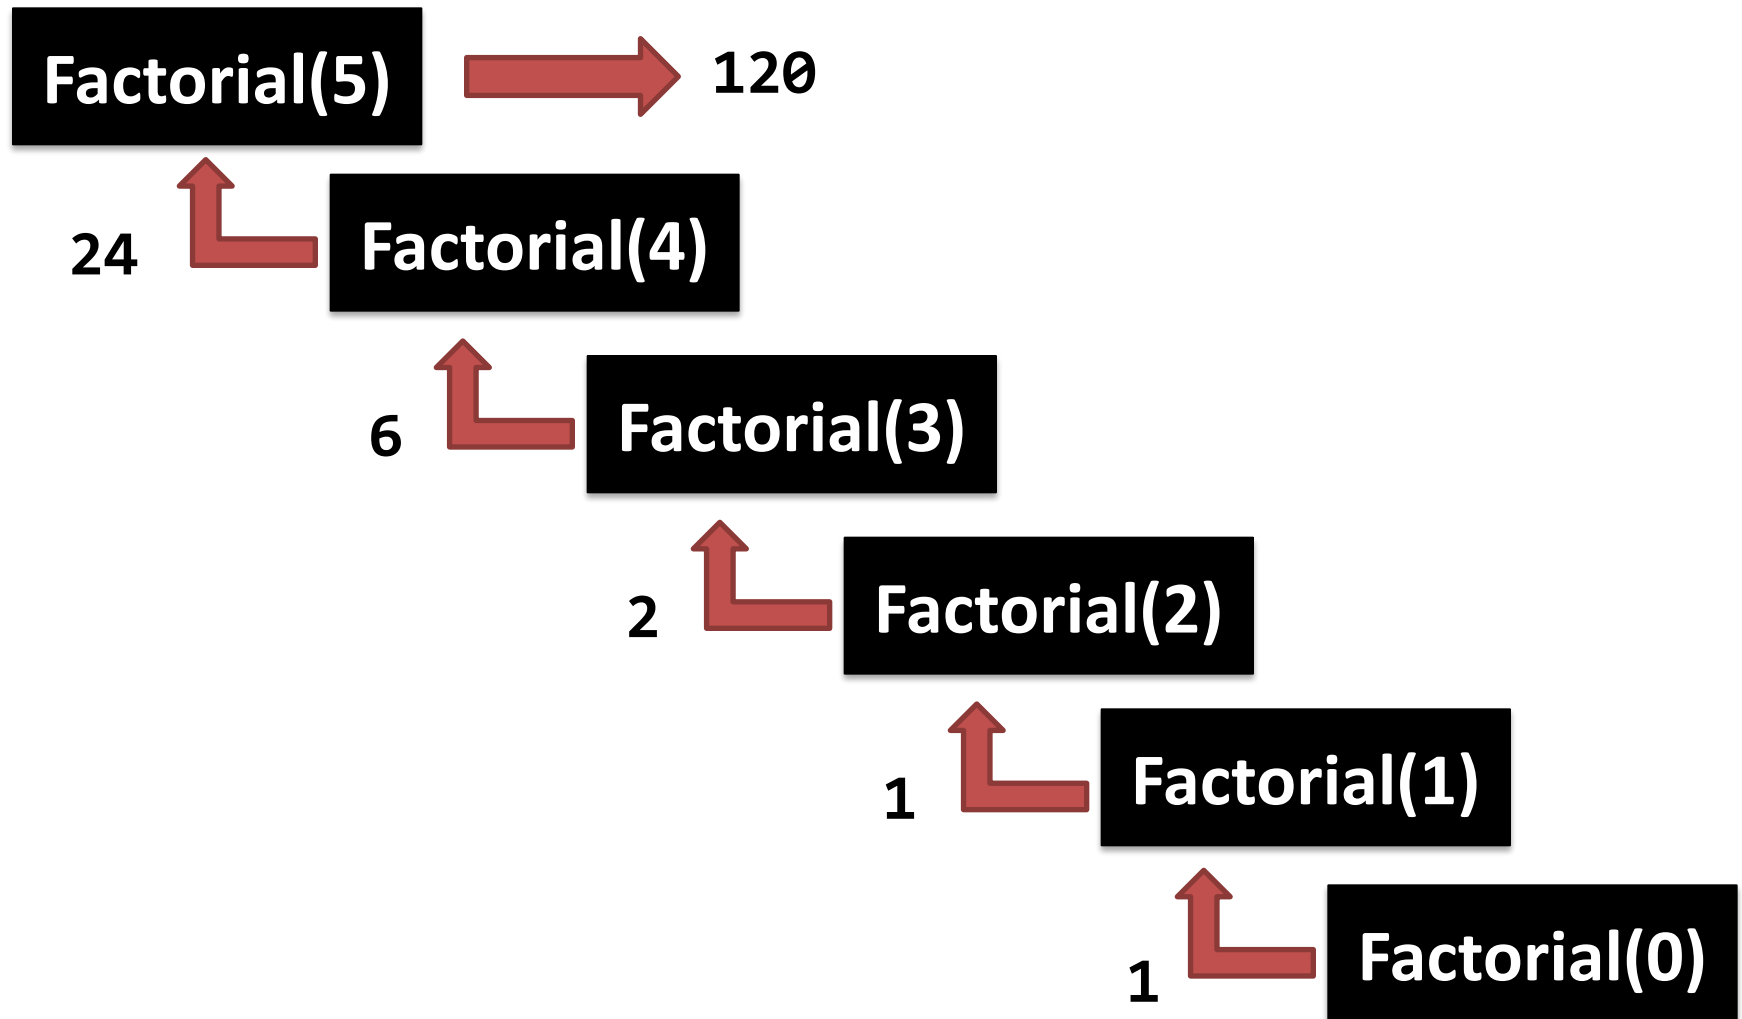 Factorial(5)
120
24
Factorial(4)
6
Factorial(3)
2
Factorial(2)
1
Factorial(1)
1
Factorial(0)